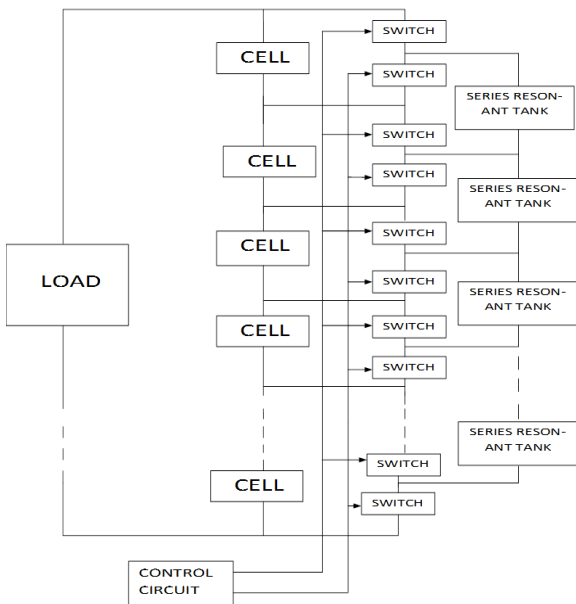 SWITCH
CELL
SWITCH
SERIES RESON-
ANT TANK
SWITCH
CELL
SWITCH
SERIES RESON-
ANT TANK
SWITCH
CELL
LOAD
SWITCH
SERIES RESON-
ANT TANK
CELL
SWITCH
SWITCH
SERIES RESON-
ANT TANK
SWITCH
CELL
SWITCH
CONTROL
CIRCUIT